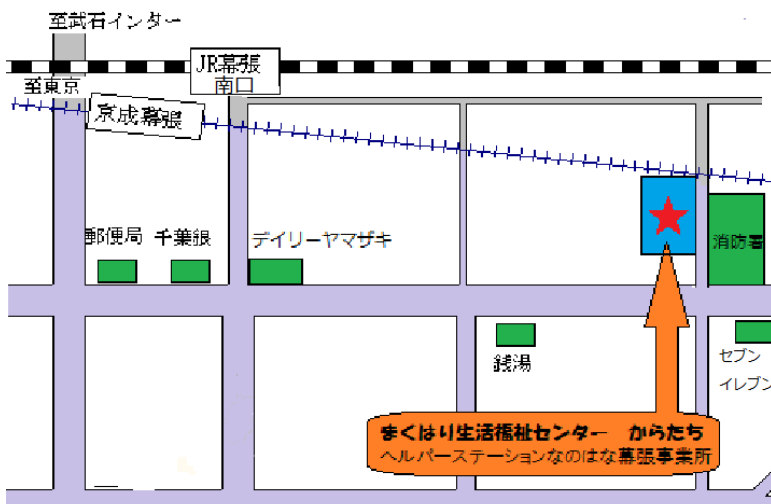 至武石インター
JR幕張
南口
至東京
京成幕張
郵便局
千葉銀
デイリーヤマザキ
消防署
銭湯
セブン
イレブン
まくはり生活福祉センター　からたち
ヘルパーステーションなのはな幕張事業所